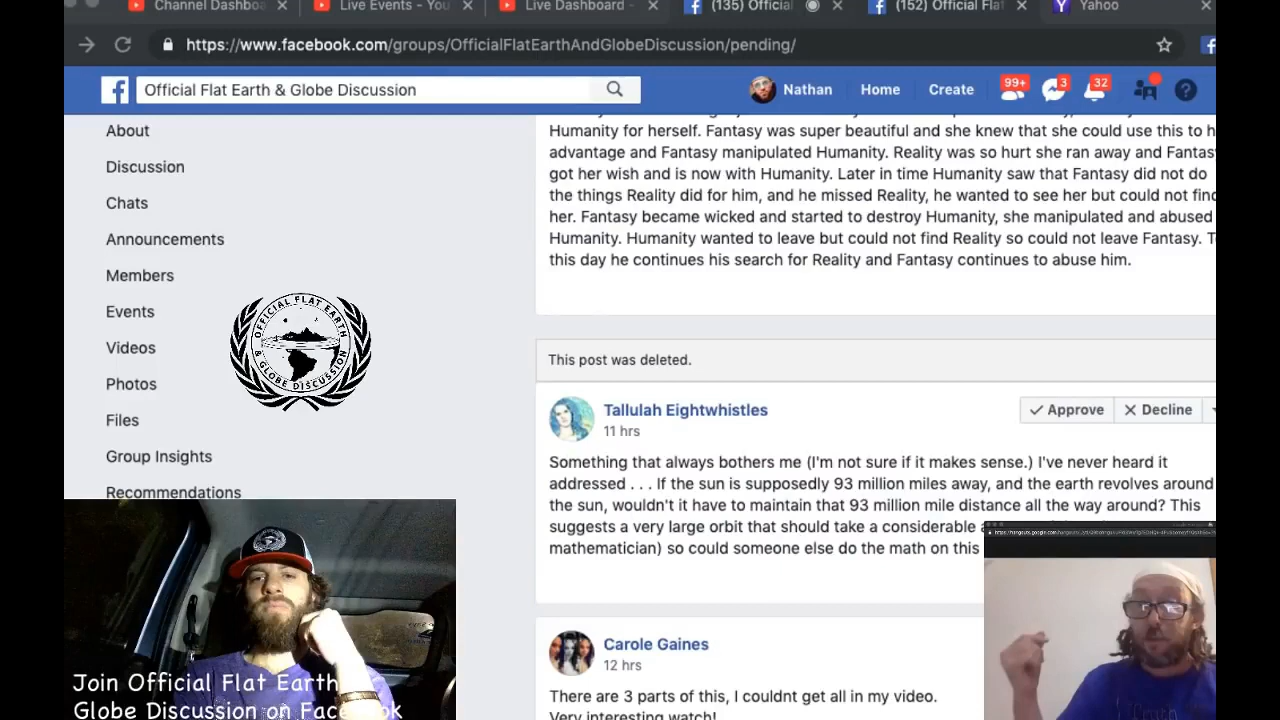 Channel Dashboa
Live Events - You
Live Dashboard -
(135) Official
(152) Official Flat
Yahoo
https://www.facebook.com/groups/OfficialFlatEarthAndGlobeDiscussion/pending/
Official Flat Earth & Globe Discussion
Nathan
Home
Create
99+
3
32
About
Discussion
Chats
Announcements
Members
Events
Videos
Photos
Files
Group Insights
Recommendations
OFFICIAL FLAT EARTH
& GLOBE DISCUSSION
Humanity for herself. Fantasy was super beautiful and she knew that she could use this to h
advantage and Fantasy manipulated Humanity. Reality was so hurt she ran away and Fantas
got her wish and is now with Humanity. Later in time Humanity saw that Fantasy did not do
the things Reality did for him, and he missed Reality, he wanted to see her but could not find
her. Fantasy became wicked and started to destroy Humanity, she manipulated and abused
Humanity. Humanity wanted to leave but could not find Reality so could not leave Fantasy. T
this day he continues his search for Reality and Fantasy continues to abuse him.
This post was deleted.
Tallulah Eightwhistles
11 hrs
Approve
Decline
Something that always bothers me (I'm not sure if it makes sense.) I've never heard it
addressed . . . If the sun is supposedly 93 million miles away, and the earth revolves around
the sun, wouldn't it have to maintain that 93 million mile distance all the way around? This
suggests a very large orbit that should take a considerable
mathematician) so could someone else do the math on this
Carole Gaines
12 hrs
There are 3 parts of this, I couldnt get all in my video.
Very interesting watch!
Join Official Flat Earth
Globe Discussion on Facebook